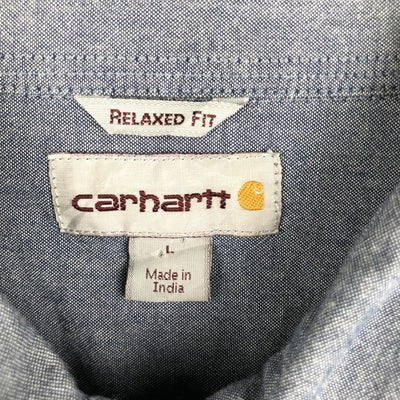 RELAXED FIT
carhartt
L
Made in
India